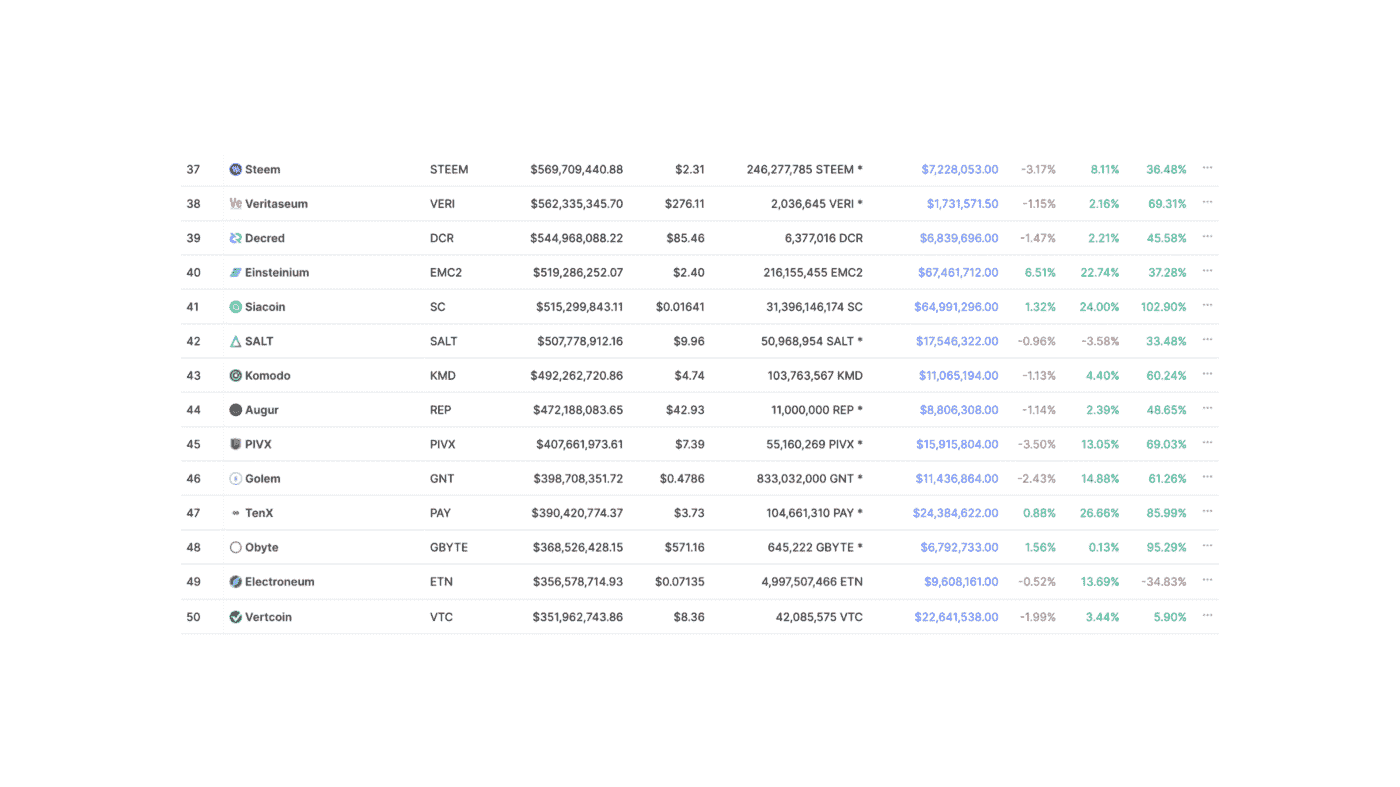 37 Steem STEEM $569,709,440.88 $2.31 246,277,785 STEEM * $7,228,053.00 -3.17% 8.11% 36.48% ...
38 Veritaseum VERI $562,335,345.70 $276.11 2,036,645 VERI * $1,731,571.50 -1.15% 2.16% 69.31% ...
39 Decred DCR $544,968,088.22 $85.46 6,377,016 DCR $6,839,696.00 -1.47% 2.21% 45.58% ...
40 Einsteinium EMC2 $519,286,252.07 $2.40 216,155,455 EMC2 $67,461,712.00 6.51% 22.74% 37.28% ...
41 Siacoin SC $515,299,843.11 $0.01641 31,396,146,174 SC $64,991,296.00 1.32% 24.00% 102.90% ...
42 SALT SALT $507,778,912.16 $9.96 50,968,954 SALT * $17,546,322.00 -0.96% -3.58% 33.48% ...
43 Komodo KMD $492,262,720.86 $4.74 103,763,567 KMD $11,065,194.00 -1.13% 4.40% 60.24% ...
44 Augur REP $472,188,083.65 $42.93 11,000,000 REP * $8,806,308.00 -1.14% 2.39% 48.65% ...
45 PIVX PIVX $407,661,973.61 $7.39 55,160,269 PIVX * $15,915,804.00 -3.50% 13.05% 69.03% ...
46 Golem GNT $398,708,351.72 $0.4786 833,032,000 GNT * $11,436,864.00 -2.43% 14.88% 61.26% ...
47 TenX PAY $390,420,774.37 $3.73 104,661,310 PAY * $24,384,622.00 0.88% 26.66% 85.99% ...
48 Obyte GBYTE $368,526,428.15 $571.16 645,222 GBYTE * $6,792,733.00 1.56% 0.13% 95.29% ...
49 Electroneum ETN $356,578,714.93 $0.07135 4,997,507,466 ETN $9,608,161.00 -0.52% 13.69% -34.83% ...
50 Vertcoin VTC $351,962,743.86 $8.36 42,085,575 VTC $22,641,538.00 -1.99% 3.44% 5.90% ...